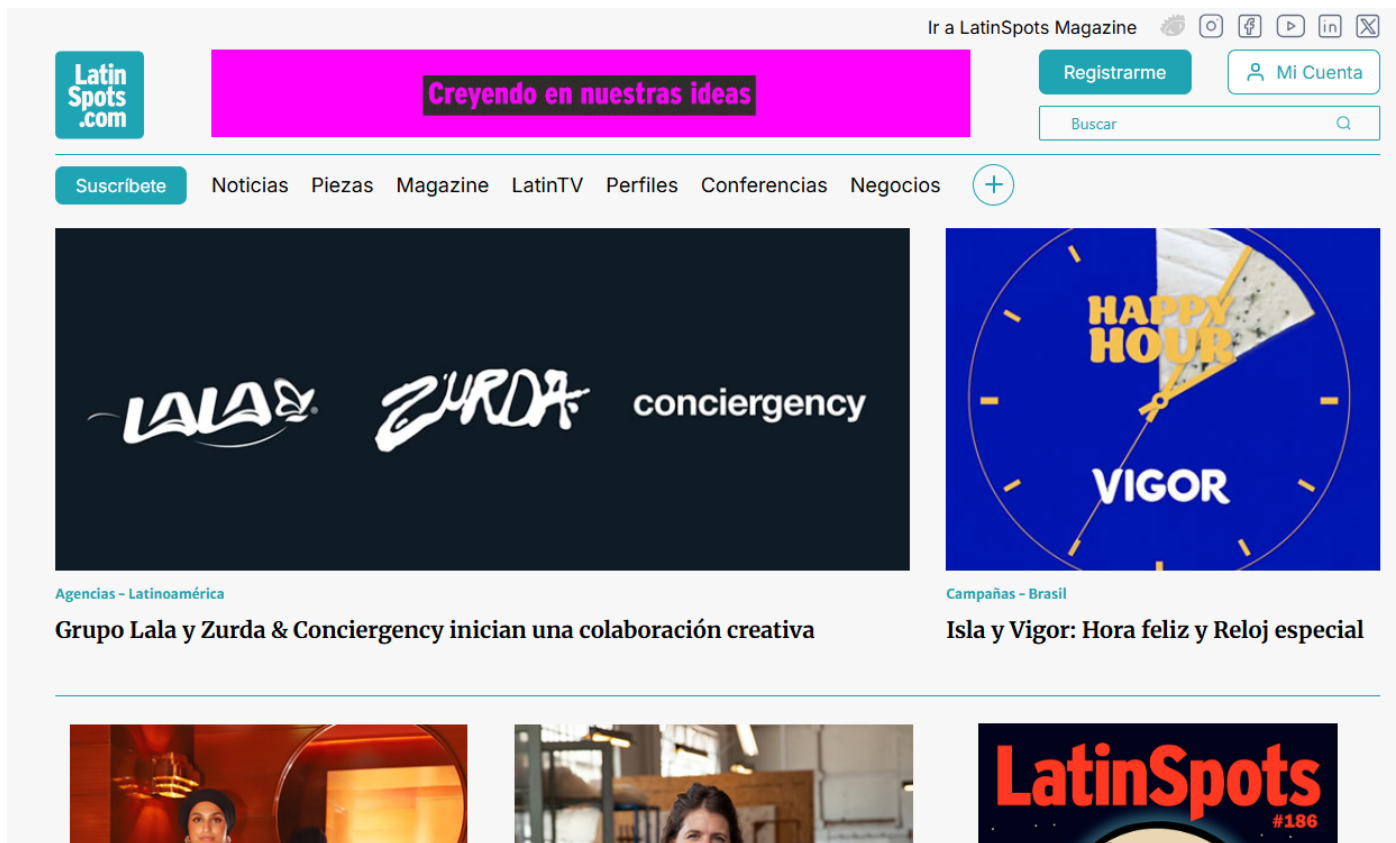 Ir a LatinSpots Magazine
Latin
Spots
.com
Creyendo en nuestras ideas
Registrarme
Mi Cuenta
Buscar
Suscríbete
Noticias Piezas Magazine LatinTV Perfiles Conferencias Negocios
LALA
ZURDA
conciergency
HAPPY
HOUR
VIGOR
Agencias - Latinoamérica
Grupo Lala y Zurda & Conciergency inician una colaboración creativa
Campañas - Brasil
Isla y Vigor: Hora feliz y Reloj especial
LatinSpots
#186